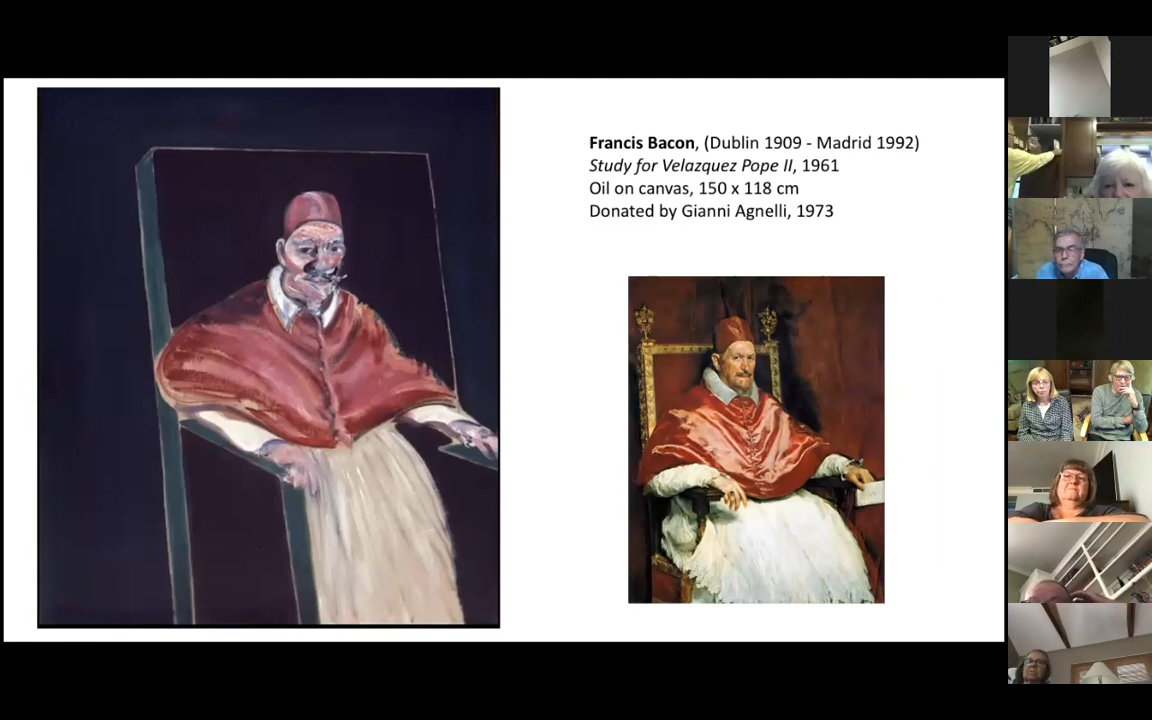 Francis Bacon, (Dublin 1909 - Madrid 1992)
Study for Velazquez Pope II, 1961
Oil on canvas, 150 x 118 cm
Donated by Gianni Agnelli, 1973